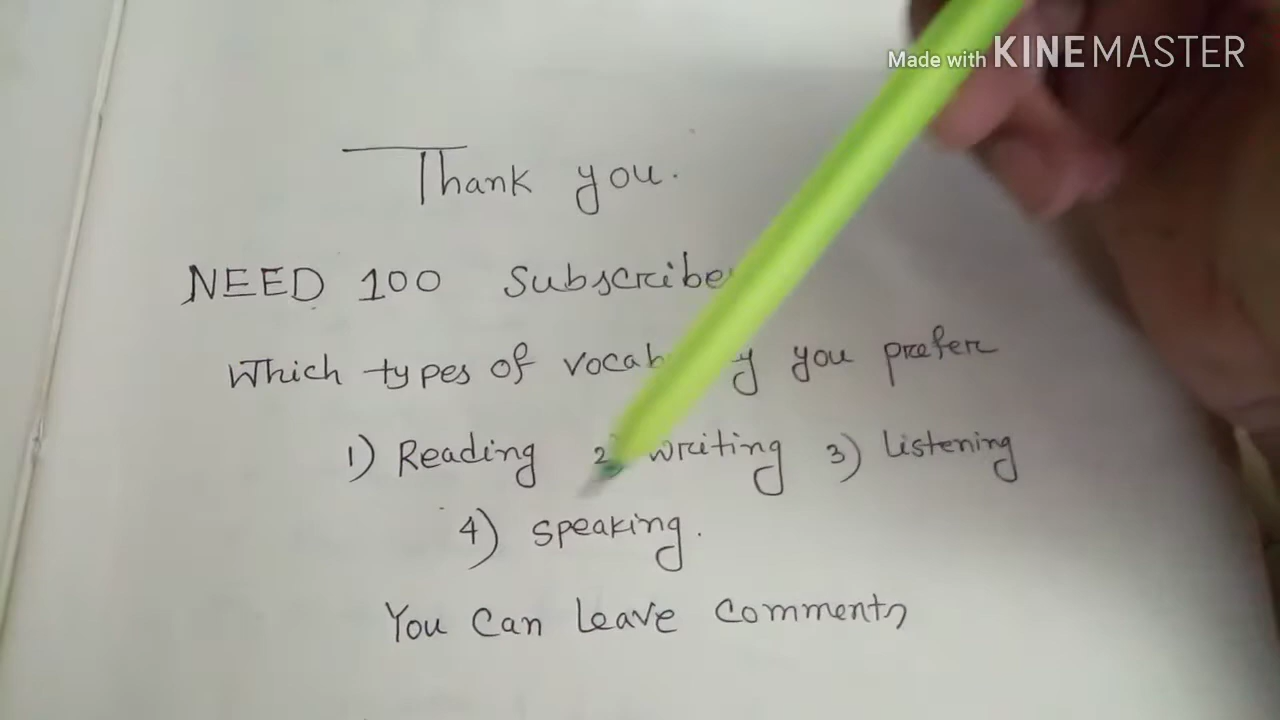 Made with KINEMASTER
Thank you.
NEED 100
Which types of you prefer
1) Reading 2) writing 3) Listening
4) speaking.
You can Leave comments